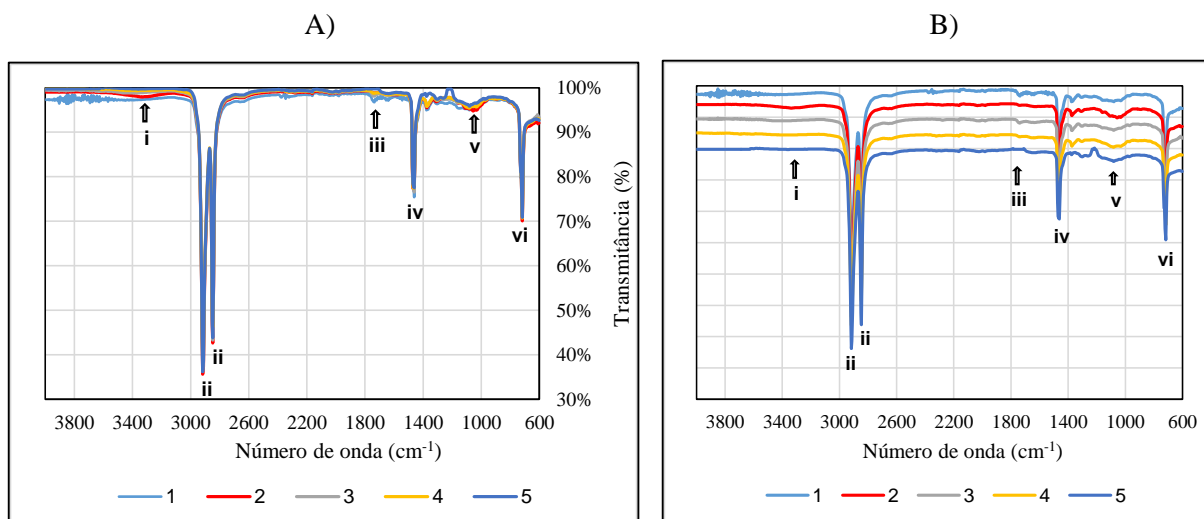 A)
B)
100%
90%
80%
70%
60%
50%
40%
30%
Transmitância (%)
i
ii
ii
iii
iv
v
vi
3800 3400 3000 2600 2200 1800 1400 1000 600
Número de onda (cm-1)
1 2 3 4 5
i
ii
ii
iii
iv
v
vi
3800 3400 3000 2600 2200 1800 1400 1000 600
Número de onda (cm-1)
1 2 3 4 5